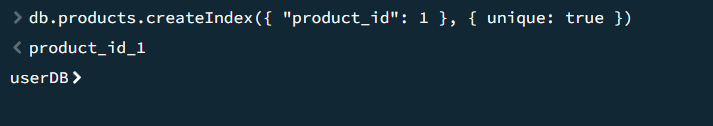 > db.products.createIndex({ "product_id": 1 }, { unique: true })
< product_id_1
userDB>